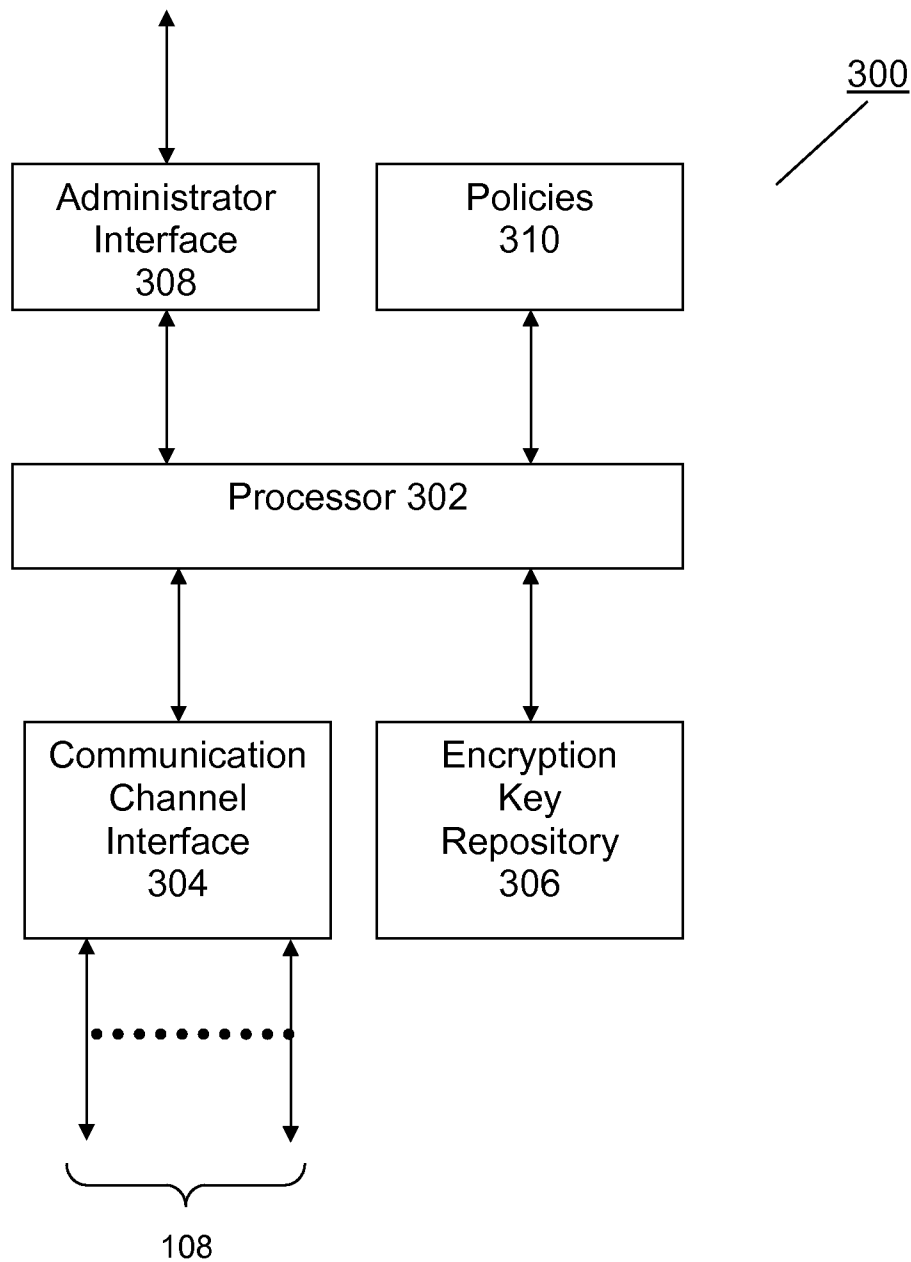 300
Administrator
Interface
308
Policies
310
Processor 302
Communication
Channel
Interface
304
Encryption
Key
Repository
306
108